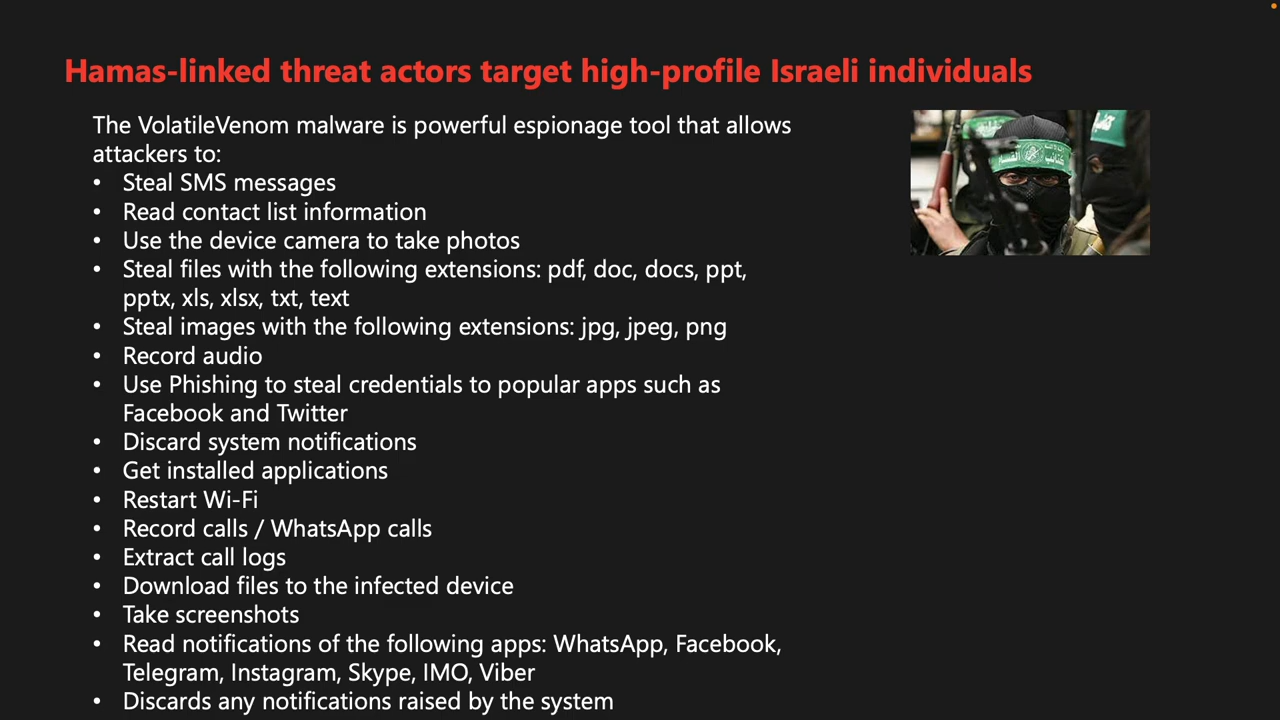 Hamas-linked threat actors target high-profile Israeli individuals
The VolatileVenom malware is powerful espionage tool that allows
attackers to:
• Steal SMS messages
• Read contact list information
• Use the device camera to take photos
• Steal files with the following extensions: pdf, doc, docs, ppt,
pptx, xls, xlsx, txt, text
• Steal images with the following extensions: jpg, jpeg, png
• Record audio
• Use Phishing to steal credentials to popular apps such as
Facebook and Twitter
• Discard system notifications
• Get installed applications
• Restart Wi-Fi
• Record calls / WhatsApp calls
• Extract call logs
• Download files to the infected device
• Take screenshots
• Read notifications of the following apps: WhatsApp, Facebook,
Telegram, Instagram, Skype, IMO, Viber
• Discards any notifications raised by the system